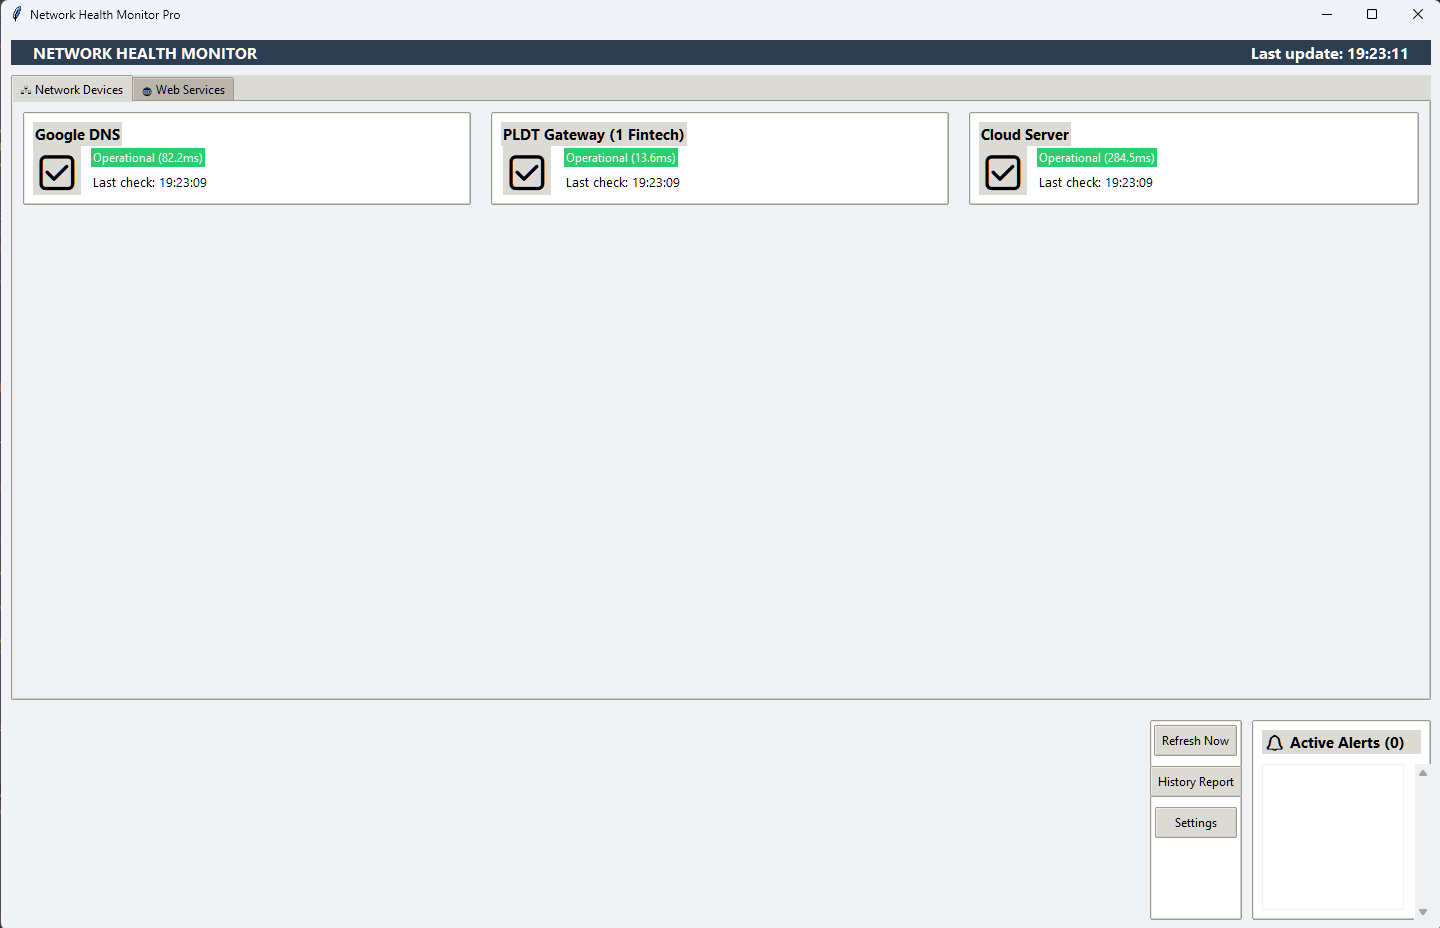 Network Health Monitor Pro
NETWORK HEALTH MONITOR
Last update: 19:23:11
Network Devices
Web Services
Google DNS
Operational (82.2ms)
Last check: 19:23:09
PLDT Gateway (1 Fintech)
Operational (13.6ms)
Last check: 19:23:09
Cloud Server
Operational (284.5ms)
Last check: 19:23:09
Refresh Now
History Report
Settings
Active Alerts (0)